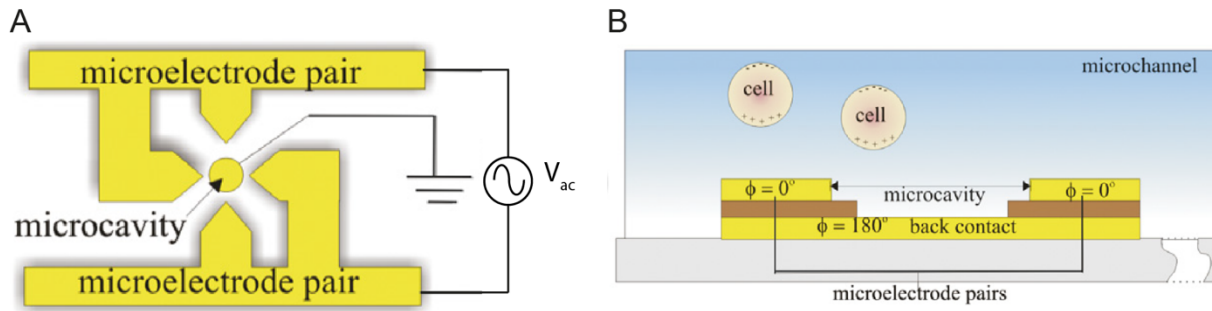 A
microelectrode pair
microcavity
V
ac
microelectrode pair
B
microchannel
cell
cell
ϕ = 0°
microcavity
ϕ = 0°
ϕ = 180° back contact
microelectrode pairs